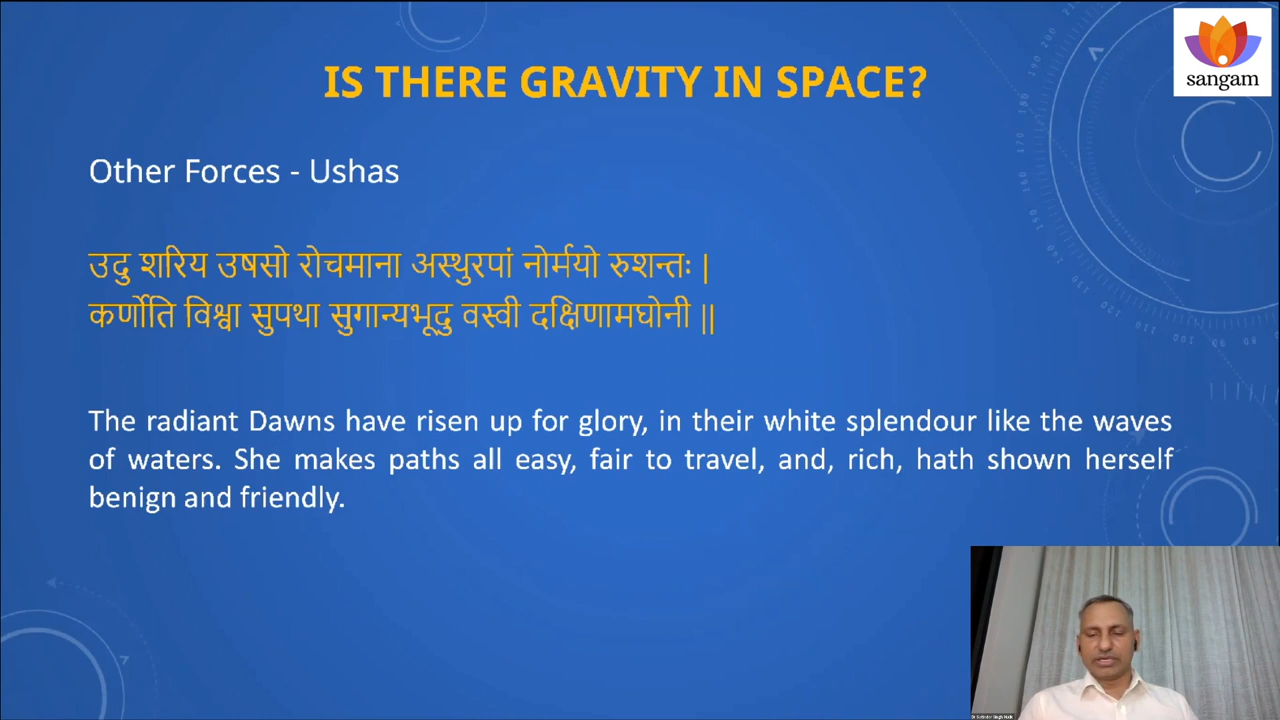 IS THERE GRAVITY IN SPACE?
sangam
Other Forces - Ushas
उदु शरिय उषसो रोचमाना अस्थुरपां नोर्मयो रुशन्तः |
कर्णोति विश्वा सुपथा सुगान्यभूदु वस्वी दक्षिणामघोनी ||
The radiant Dawns have risen up for glory, in their white splendour like the waves
of waters. She makes paths all easy, fair to travel, and, rich, hath shown herself
benign and friendly.